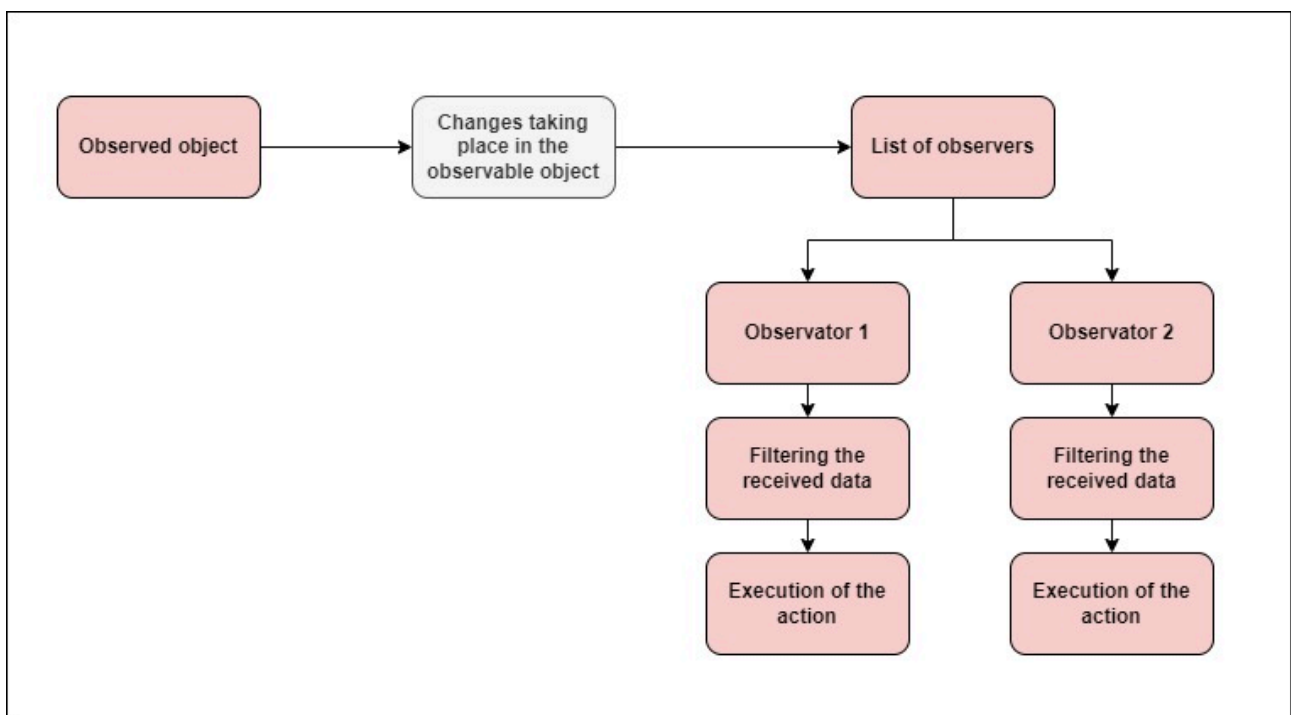 Observed object
Changes taking
place in the
observable object
List of observers
Observator 1
Observator 2
Filtering the
received data
Filtering the
received data
Execution of the
action
Execution of the
action